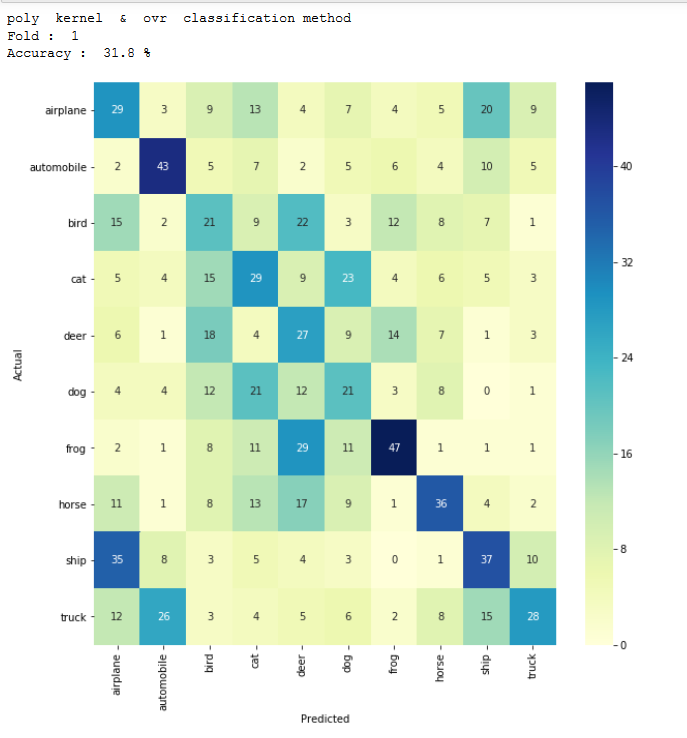 poly kernel & ovr classification method
Fold : 1
Accuracy : 31.8 %
airplane 29 3 9 13 4 7 4 5 20 9
automobile 2 43 5 7 2 5 6 4 10 5
bird 15 2 21 9 22 3 12 8 7 1
cat 5 4 15 29 9 23 4 6 5 3
deer 6 1 18 4 27 9 14 7 1 3
dog 4 4 12 21 12 21 3 8 0 1
frog 2 1 8 11 29 11 47 1 1 1
horse 11 1 8 13 17 9 1 36 4 2
ship 35 8 3 5 4 3 0 1 37 10
truck 12 26 3 4 5 6 2 8 15 28
airplane automobile bird cat deer dog frog horse ship truck
Predicted
Actual
40
32
24
16
8
0